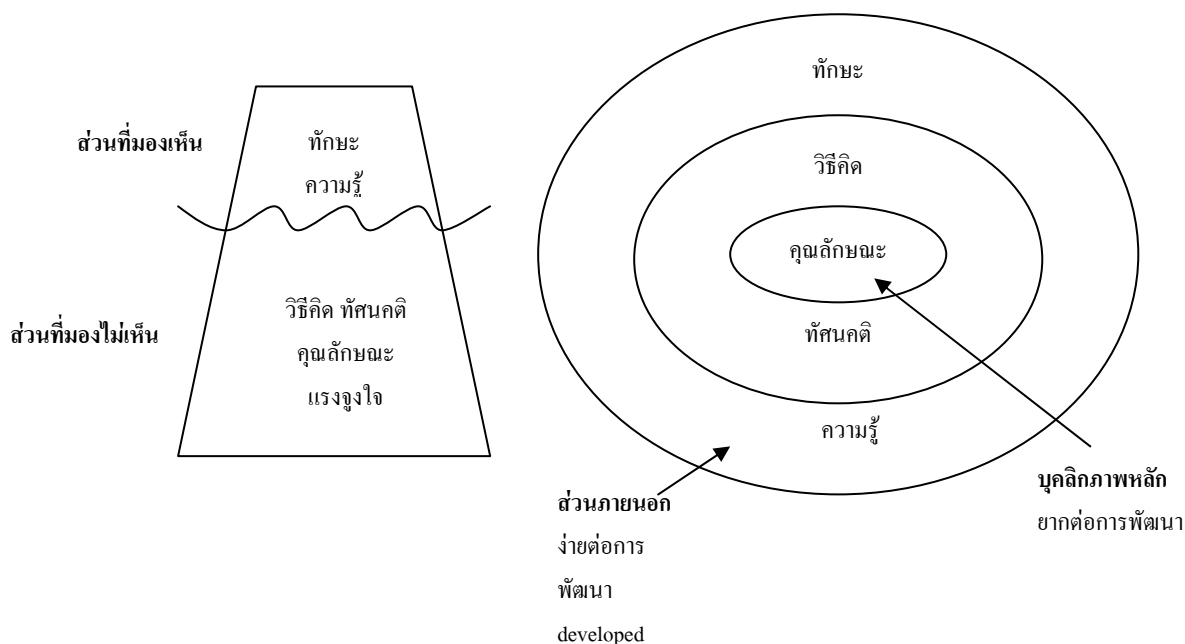 ส่วนที่มองเห็น
ทักษะ
ความรู้
ส่วนที่มองไม่เห็น
วิธีคิด ทัศนคติ
คุณลักษณะ
แรงจูงใจ
ทักษะ
วิธีคิด
คุณลักษณะ
ทัศนคติ
ความรู้
ส่วนภายนอก
ง่ายต่อการ
พัฒนา
developed
บุคลิกภาพหลัก
ยากต่อการพัฒนา